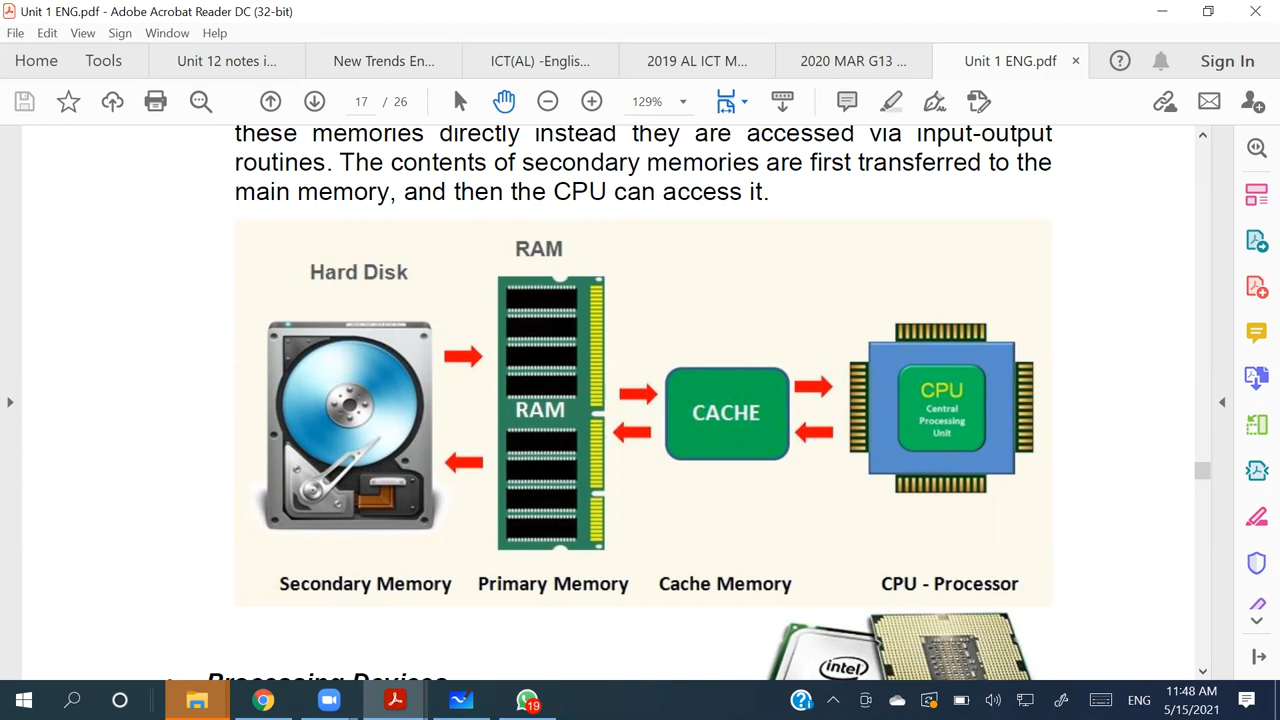 Unit 1 ENG.pdf - Adobe Acrobat Reader DC (32-bit)
File Edit View Sign Window Help
Home Tools Unit 12 notes i... New Trends En... ICT(AL) -Englis... 2019 AL ICT M... 2020 MAR G13 ... Unit 1 ENG.pdf × Sign In
17 / 26 129%
these memories directly instead they are accessed via input-output
routines. The contents of secondary memories are first transferred to the
main memory, and then the CPU can access it.
RAM
Hard Disk
RAM
CACHE
CPU
Central
Processing
Unit
Secondary Memory Primary Memory Cache Memory CPU - Processor
intel
19
ENG
11:48 AM
5/15/2021